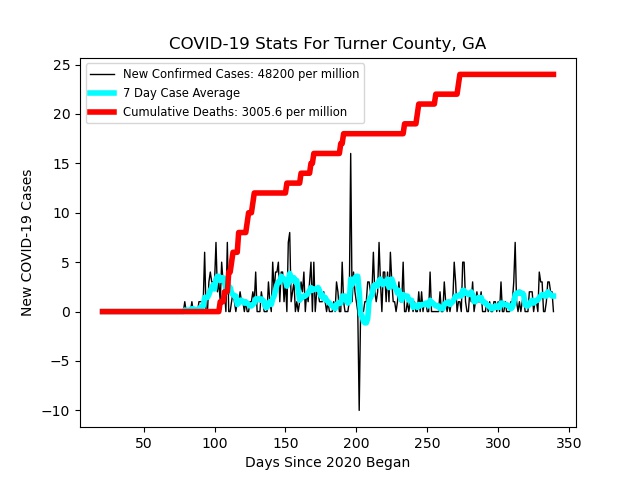 COVID-19 Stats For Turner County, GA
New Confirmed Cases: 48200 per million
7 Day Case Average
Cumulative Deaths: 3005.6 per million
New COVID-19 Cases
25
20
15
10
5
0
−5
−10
50
100
150
200
250
300
350
Days Since 2020 Began